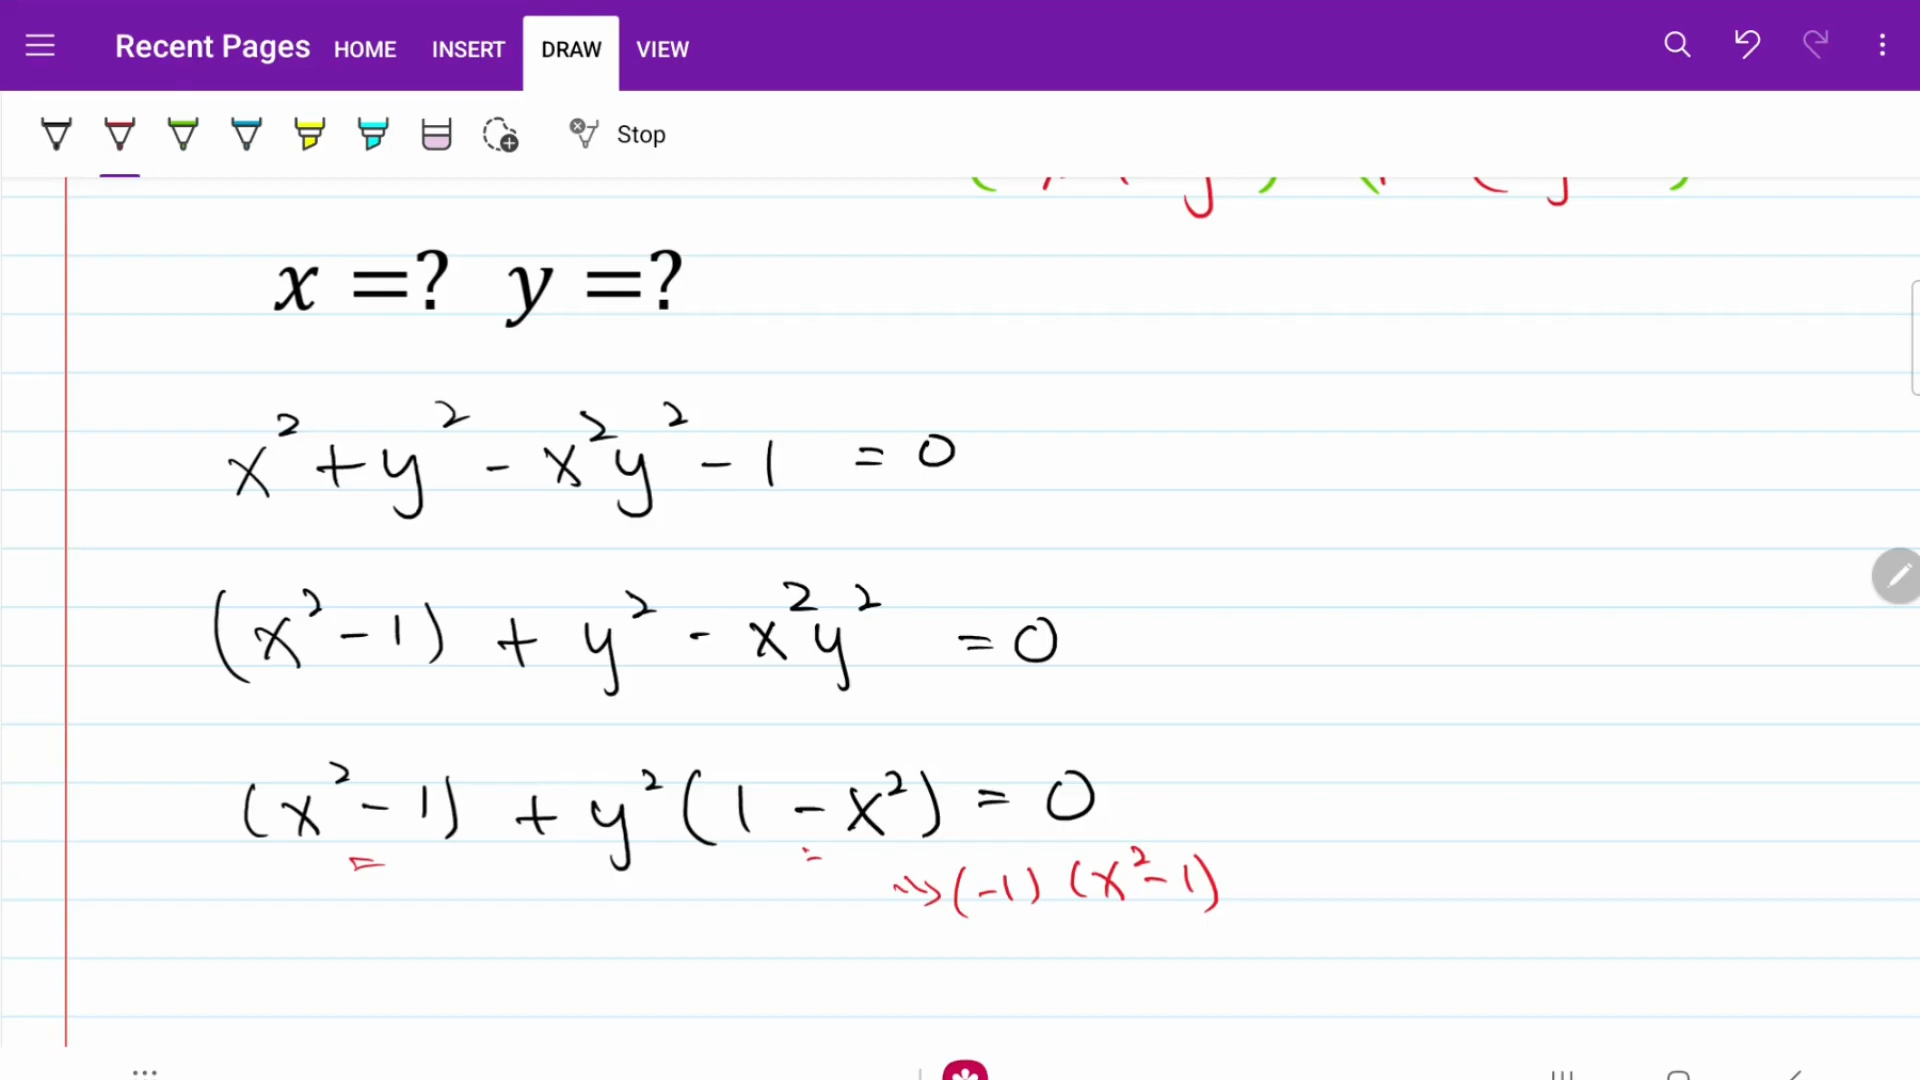 Recent Pages HOME INSERT DRAW VIEW
Stop
x =? y =?
x² + y² - x²y² - 1 = 0
(x² - 1) + y² - x²y² = 0
(x² - 1) + y² (1 - x²) = 0
(-1) (x² - 1)